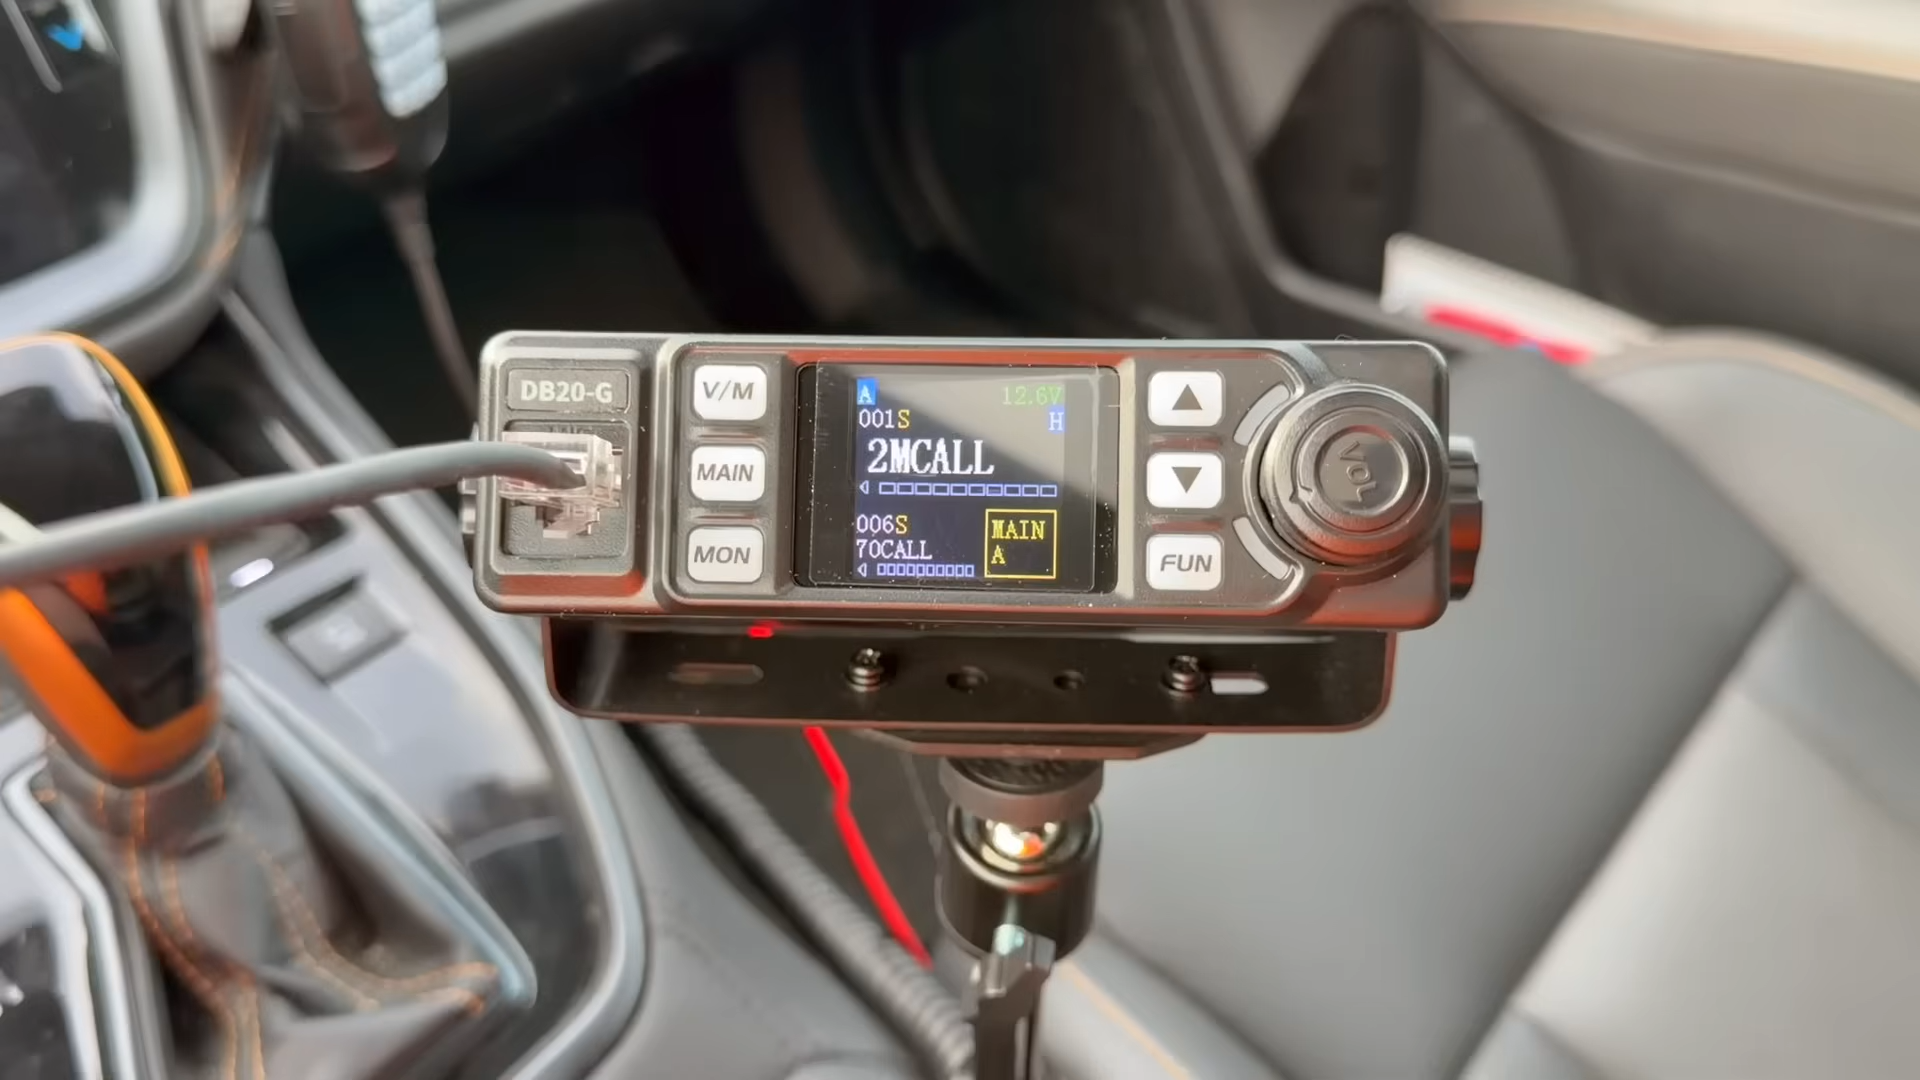 DB20-G
V/M
MAIN
MON
A 12.6V
001S H
2MCALL
006S
70CALL
MAIN
A
FUN
VOL